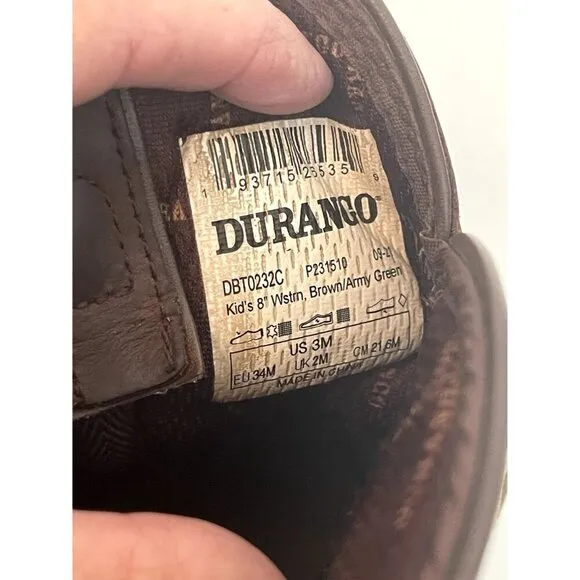 1 93715 25535 9
DURANGO
DBT0232C P231510 09-21
Kid's 8" Wstrn, Brown/Army Green
US 3M
EU 34M UK 2M CM 21.6M
MADE IN CHINA